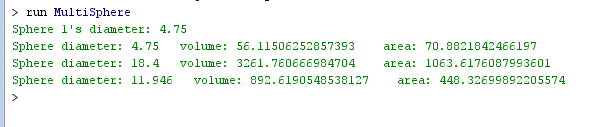 > run MultiSphere
Sphere 1's diameter: 4.75
Sphere diameter: 4.75 volume: 56.11506252857393 area: 70.8821842466197
Sphere diameter: 18.4 volume: 3261.760666984704 area: 1063.6176087993601
Sphere diameter: 11.946 volume: 892.6190548538127 area: 448.32699892205574
>